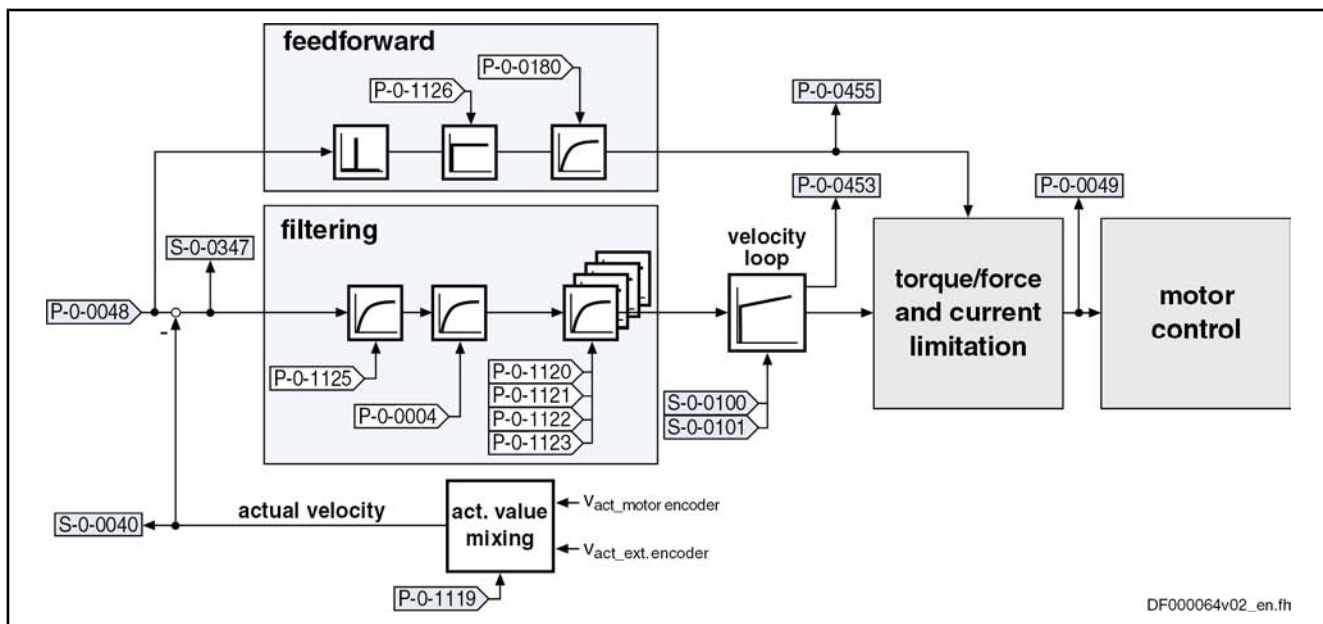 feedforward
P-0-0180
P-0-1126
P-0-0455
P-0-0453
P-0-0049
filtering
S-0-0347
velocity
loop
P-0-0048
-
torque/force
and current
limitation
motor
control
P-0-1125
P-0-0004
P-0-1120
P-0-1121
P-0-1122
P-0-1123
S-0-0100
S-0-0101
S-0-0040
actual velocity
act. value
mixing
Vact_motor encoder
Vact_ext. encoder
P-0-1119
DF000064v02_en.fh